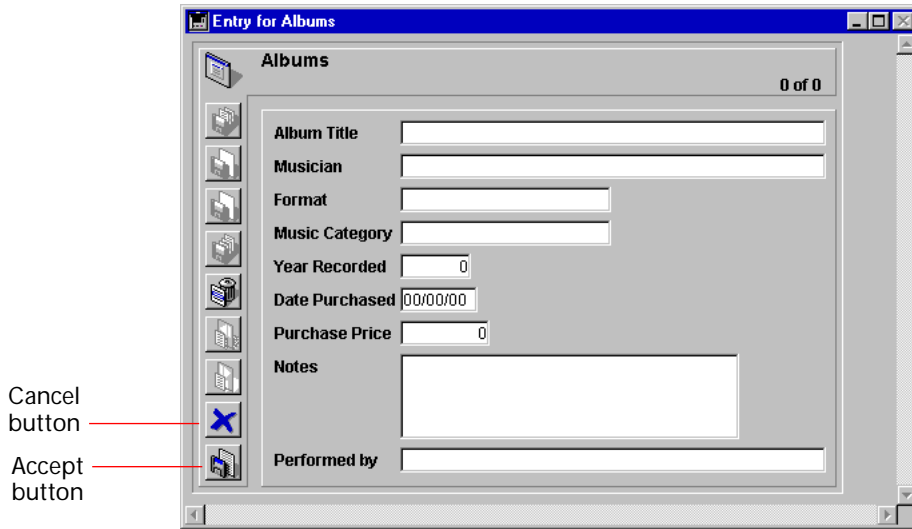 Entry for Albums
Albums
0 of 0
Album Title
Musician
Format
Music Category
Year Recorded 0
Date Purchased 00/00/00
Purchase Price 0
Notes
Performed by
Cancel
button
Accept
button